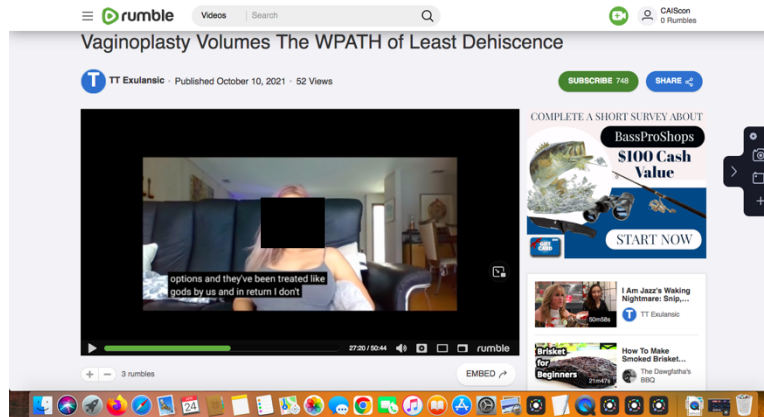 rumble
Videos
Search
CAIScon
0 Rumbles
Vaginoplasty Volumes The WPATH of Least Dehiscence
T
TT Exulansic · Published October 10, 2021 · 52 Views
SUBSCRIBE 748
SHARE
COMPLETE A SHORT SURVEY ABOUT
BassProShops
$100 Cash
Value
GIFT
CARD
START NOW
options and they've been treated like
gods by us and in return I don't
27:20 / 50:44
rumble
3 rumbles
EMBED
50m58s
I Am Jazz's Waking
Nightmare: Snip,...
T
TT Exulansic
Brisket
for
Beginners
21m47s
How To Make
Smoked Brisket...
The Dawgfatha's
BBQ
24